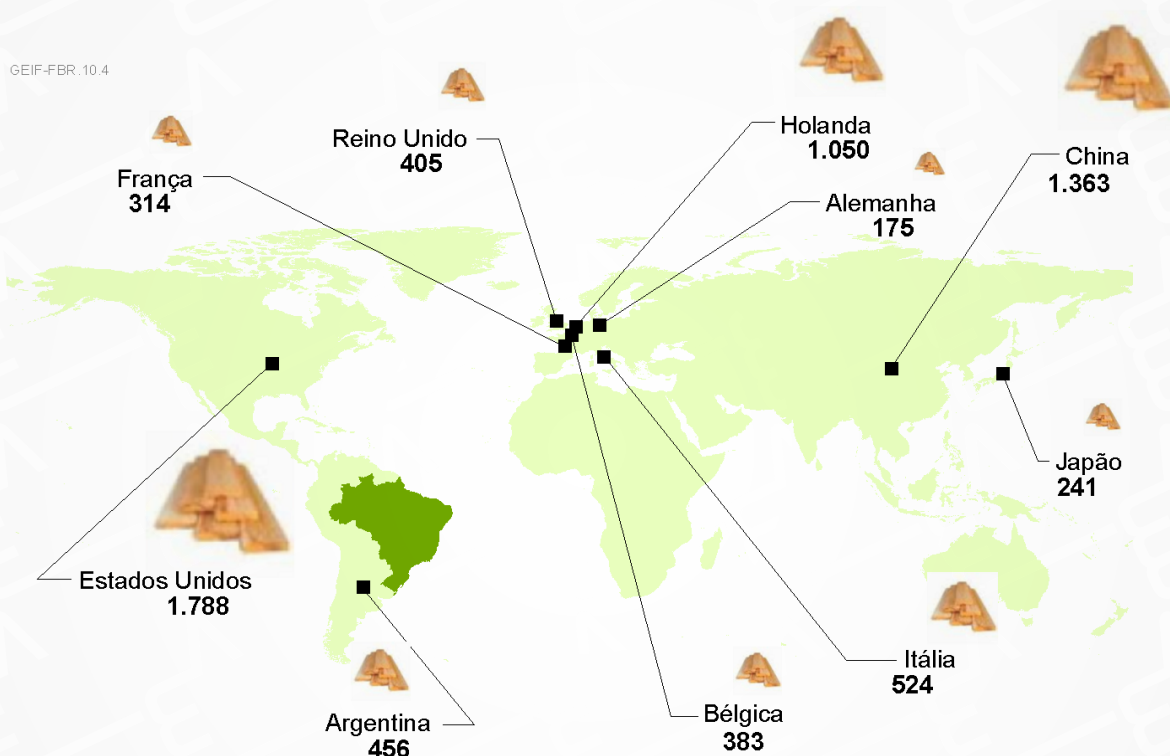 GEIF-FBR.10.4
Reino Unido
405
Holanda
1.050
China
1.363
França
314
Alemanha
175
Japão
241
Estados Unidos
1.788
Itália
524
Argentina
456
Bélgica
383